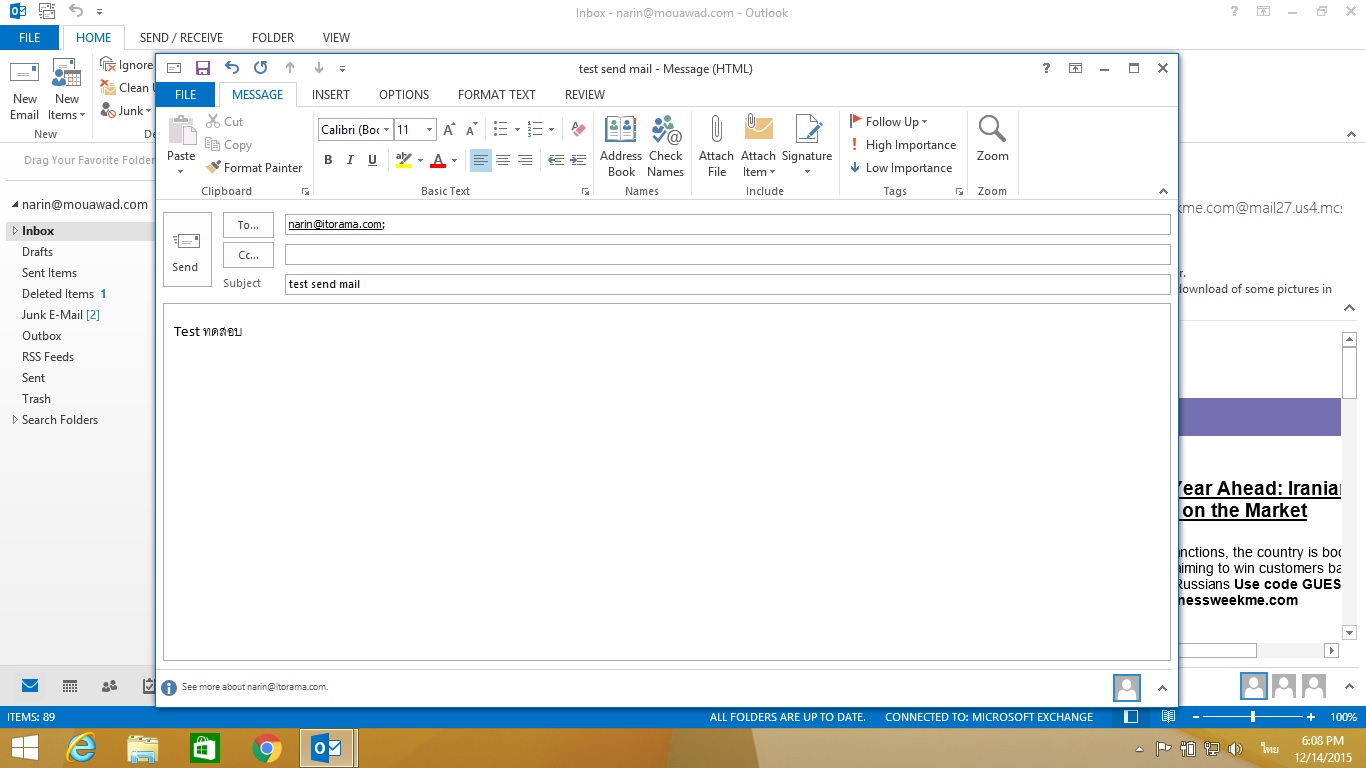 Inbox - narin@mouawad.com - Outlook
FILE HOME SEND / RECEIVE FOLDER VIEW
New Email
New Items
Ignore
Clean U
Junk
New
De
Drag Your Favorite Folder
narin@mouawad.com
Inbox
Drafts
Sent Items
Deleted Items 1
Junk E-Mail [2]
Outbox
RSS Feeds
Sent
Trash
Search Folders
test send mail - Message (HTML)
FILE MESSAGE INSERT OPTIONS FORMAT TEXT REVIEW
Paste
Cut
Copy
Format Painter
Clipboard
Calibri (Boc 11
B I U
Basic Text
Address Book
Check Names
Names
Attach File
Attach Item
Signature
Include
Follow Up
High Importance
Low Importance
Tags
Zoom
Zoom
Send
To... narin@itorama.com;
Cc...
Subject test send mail
Test ทดสอบ
See more about narin@itorama.com.
kme.com@mail27.us4.mcs
r.
download of some pictures in
Year Ahead: Iranian
on the Market
nctions, the country is boo
aiming to win customers ba
Russians Use code GUES
nessweekme.com
ITEMS: 89
ALL FOLDERS ARE UP TO DATE. CONNECTED TO: MICROSOFT EXCHANGE
100%
ไทย
6:08 PM
12/14/2015